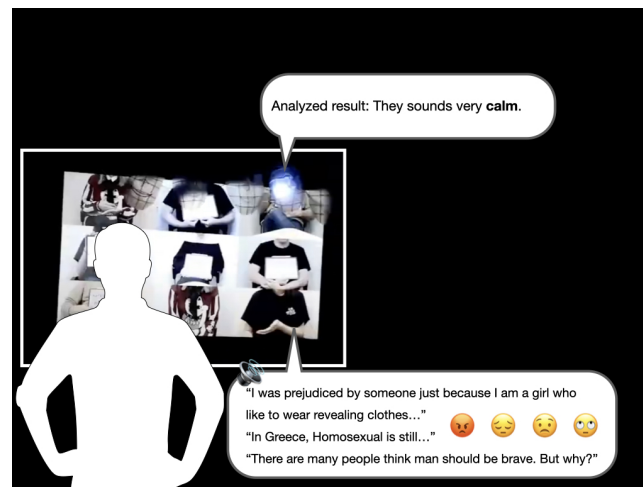 Analyzed result: They sounds very calm.
“I was prejudiced by someone just because I am a girl who
like to wear revealing clothes…”
“In Greece, Homosexual is still…”
“There are many people think man should be brave. But why?”